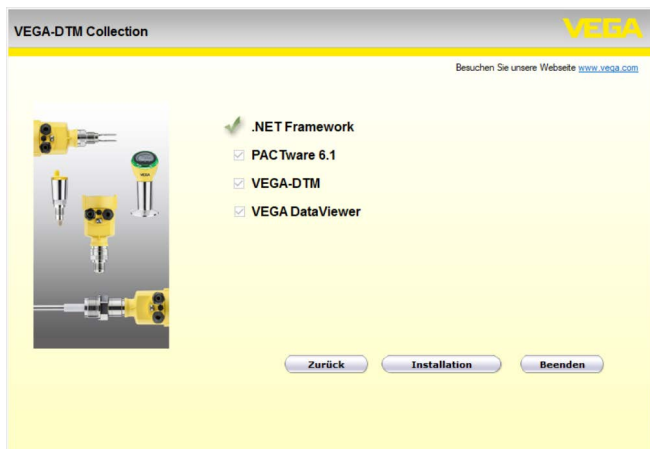 VEGA-DTM Collection
VEGA
Besuchen Sie unsere Webseite www.vega.com
.NET Framework
PACTware 6.1
VEGA-DTM
VEGA DataViewer
Zurück
Installation
Beenden